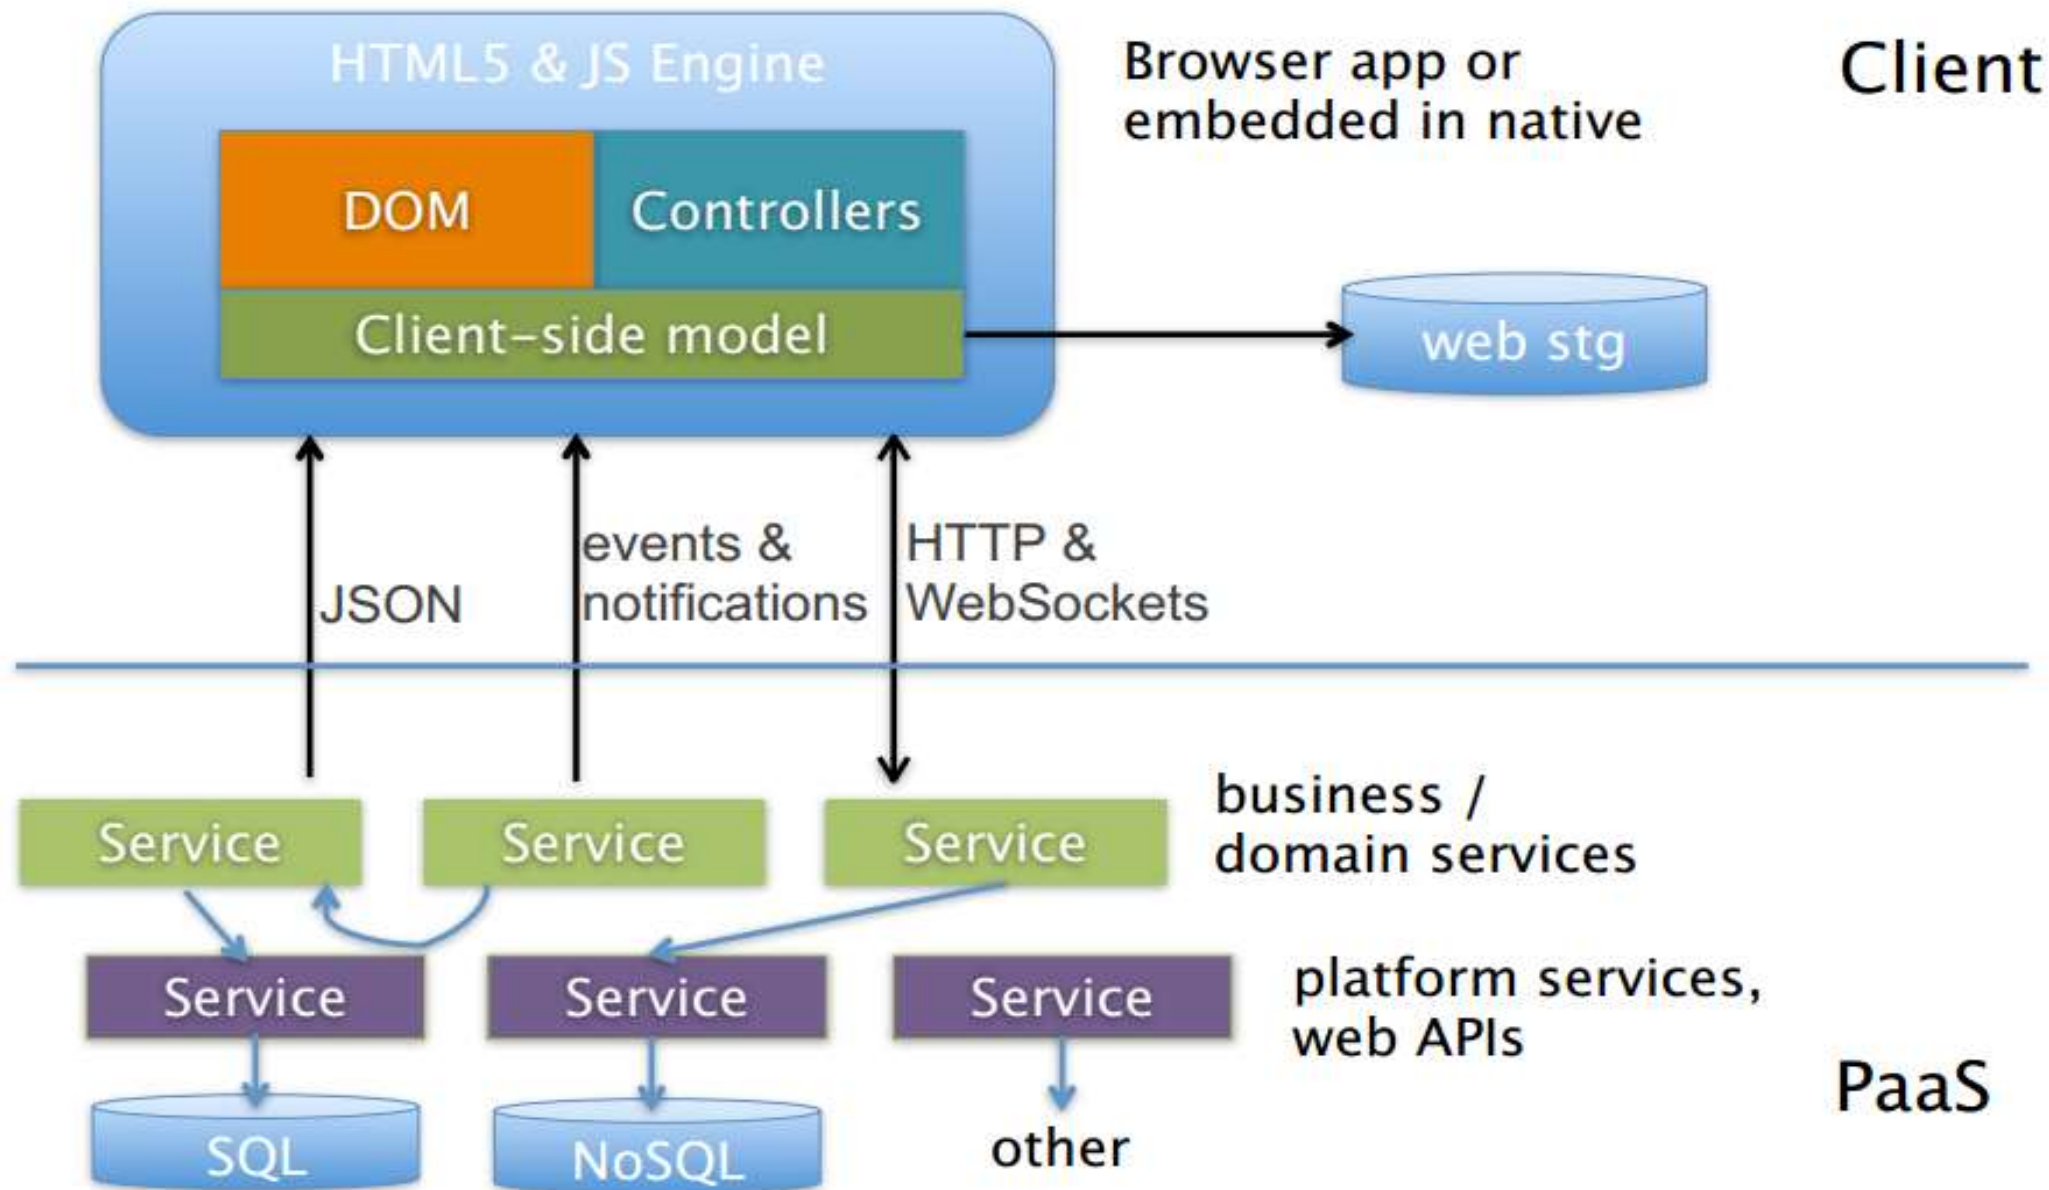 HTML5 & JS Engine
Browser app or
embedded in native
Client
DOM
Controllers
Client-side model
web stg
JSON
events &
notifications
HTTP &
WebSockets
Service
Service
Service
business /
domain services
Service
Service
Service
platform services,
web APIs
PaaS
SQL
NoSQL
other